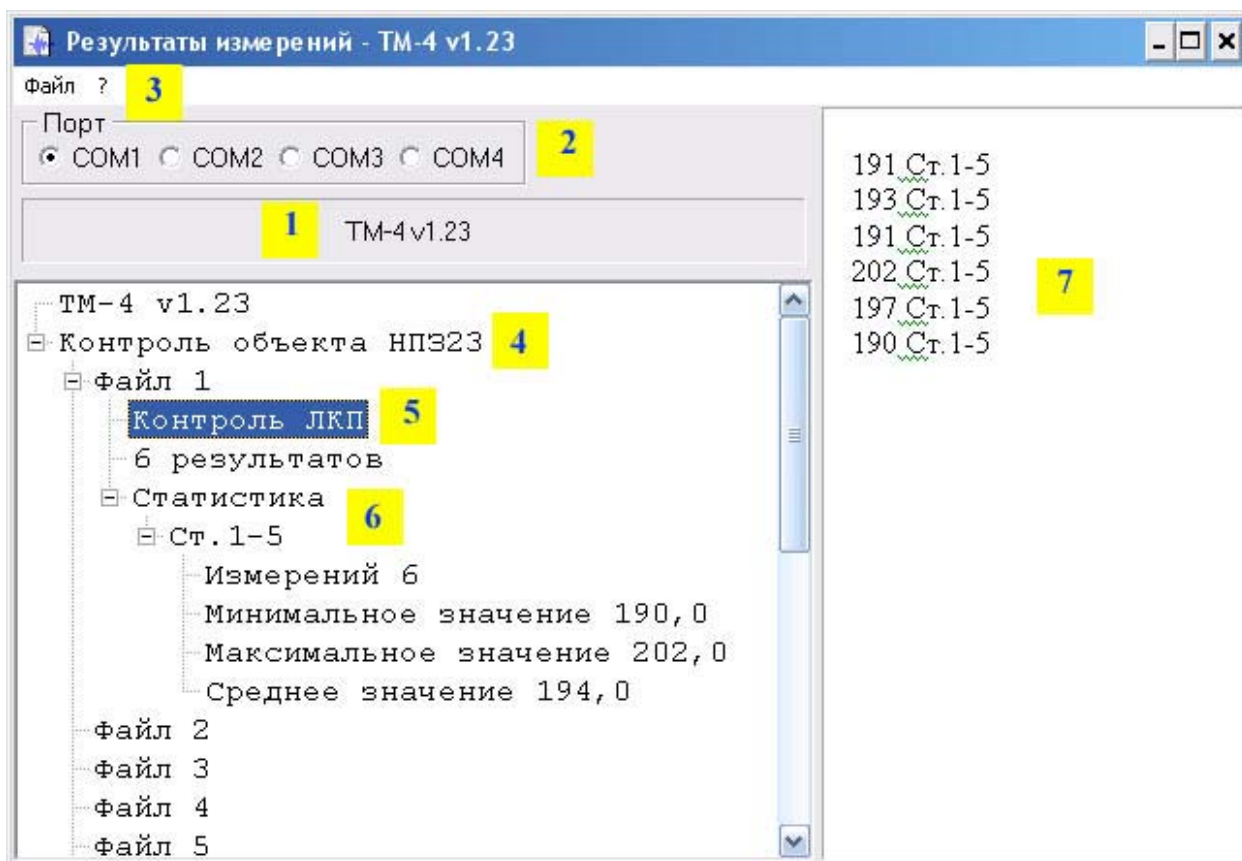 Результаты измерений - ТМ-4 v1.23
Файл ?
3
Порт
COM1 COM2 COM3 COM4
2
1
ТМ-4 v1.23
ТМ-4 v1.23
Контроль объекта НПЗ23
4
Файл 1
Контроль ЛКП
5
6 результатов
Статистика
6
Ст.1-5
Измерений 6
Минимальное значение 190,0
Максимальное значение 202,0
Среднее значение 194,0
Файл 2
Файл 3
Файл 4
Файл 5
191 Ст.1-5
193 Ст.1-5
191 Ст.1-5
202 Ст.1-5
7
197 Ст.1-5
190 Ст.1-5